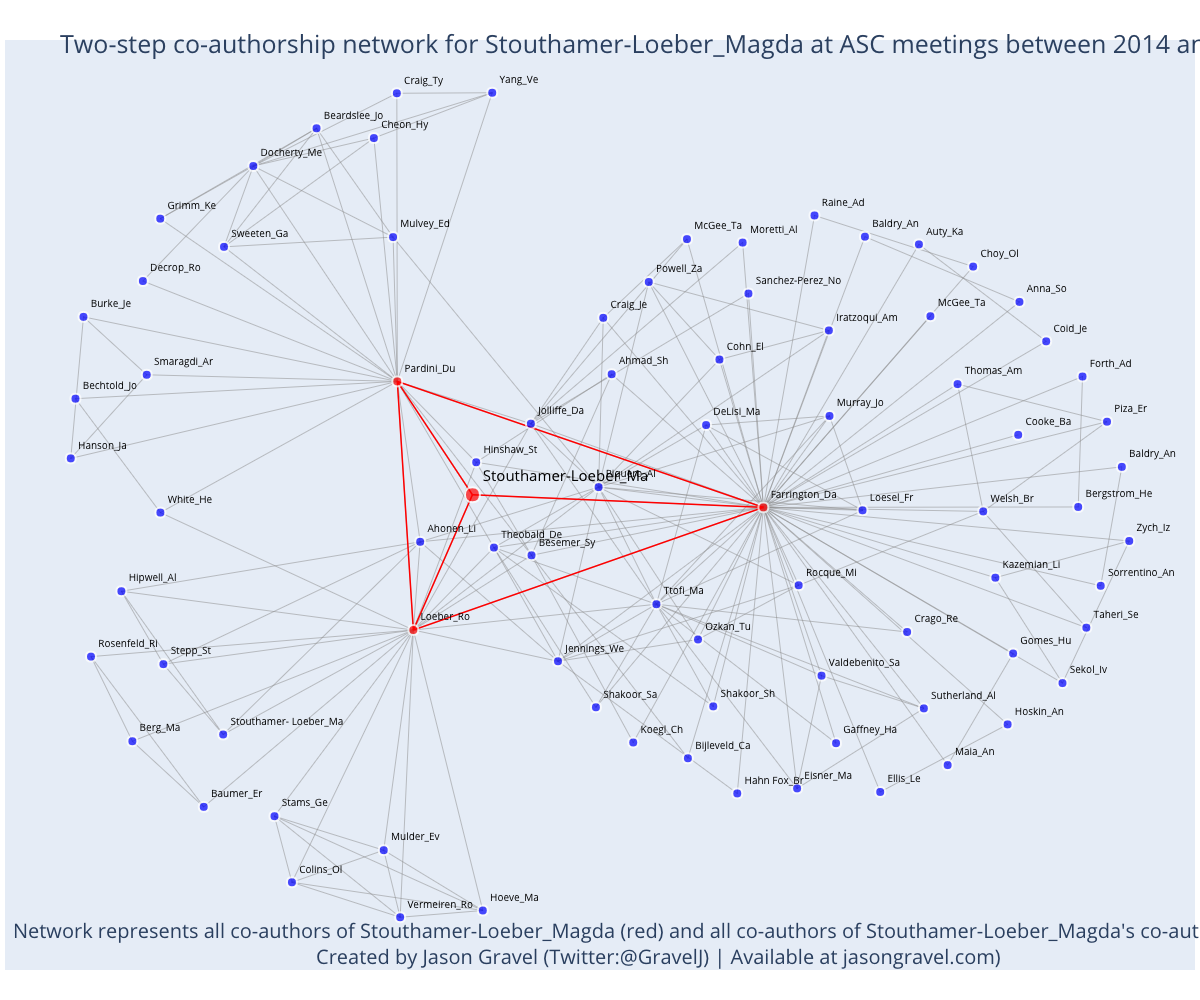 Two-step co-authorship network for Stouthamer-Loeber_Magda at ASC meetings between 2014 an
Craig_Ty
Yang_Ve
Beardslee_Jo
Cheon_Hy
Docherty_Me
Grimm_Ke
Raine_Ad
Mulvey_Ed
McGee_Ta
Moretti_Al
Baldry_An
Auty_Ka
Sweeten_Ga
Choy_Ol
Decrop_Ro
Powell_Za
Sanchez-Perez_No
Anna_So
Burke_Je
Craig_Je
McGee_Ta
Iratzoqui_Am
Coid_Je
Smaragdi_Ar
Cohn_El
Pardini_Du
Ahmad_Sh
Thomas_Am
Forth_Ad
Bechtold_Jo
Jolliffe_Da
DeLisi_Ma
Murray_Jo
Piza_Er
Cooke_Ba
Hanson_Ja
Hinshaw_St
Baldry_An
Stouthamer-Loeber_Ma
Piquero_Al
Farrington_Da
Loesel_Fr
Welsh_Br
Bergstrom_He
White_He
Ahonen_Li
Theobald_De
Besemer_Sy
Zych_Iz
Hipwell_Al
Rocque_Mi
Kazemian_Li
Sorrentino_An
Loeber_Ro
Ttofi_Ma
Crago_Re
Taheri_Se
Rosenfeld_Ri
Stepp_St
Jennings_We
Ozkan_Tu
Gomes_Hu
Valdebenito_Sa
Sekol_Iv
Berg_Ma
Stouthamer- Loeber_Ma
Shakoor_Sa
Shakoor_Sh
Sutherland_Al
Hoskin_An
Koegl_Ch
Gaffney_Ha
Bijleveld_Ca
Maia_An
Baumer_Er
Hahn Fox_Br
Eisner_Ma
Ellis_Le
Stams_Ge
Mulder_Ev
Colins_Ol
Vermeiren_Ro
Hoeve_Ma
Network represents all co-authors of Stouthamer-Loeber_Magda (red) and all co-authors of Stouthamer-Loeber_Magda's co-aut
Created by Jason Gravel (Twitter:@GravelJ) | Available at jasongravel.com)